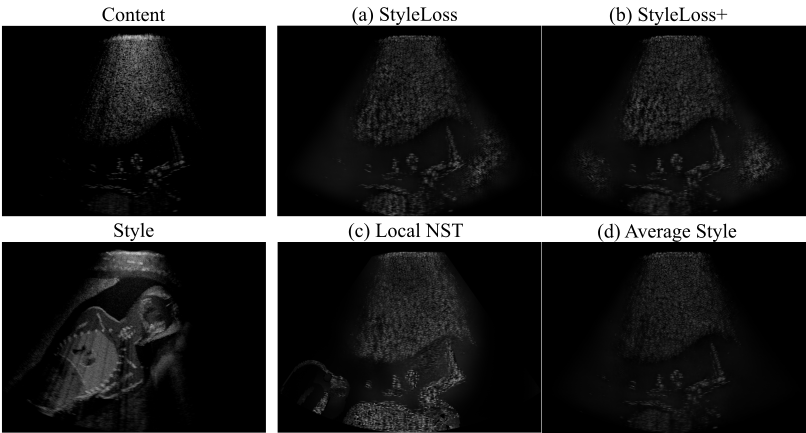 Content
(a) StyleLoss
(b) StyleLoss+
Style
(c) Local NST
(d) Average Style